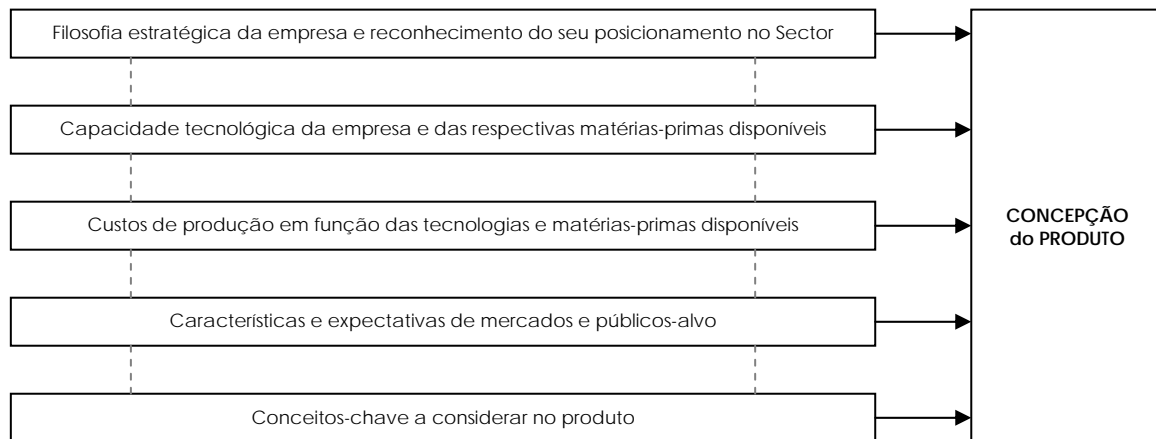 Filosofia estratégica da empresa e reconhecimento do seu posicionamento no Sector
Capacidade tecnológica da empresa e das respectivas matérias-primas disponíveis
Custos de produção em função das tecnologias e matérias-primas disponíveis
Características e expectativas de mercados e públicos-alvo
Conceitos-chave a considerar no produto
CONCEPÇÃO
do PRODUTO